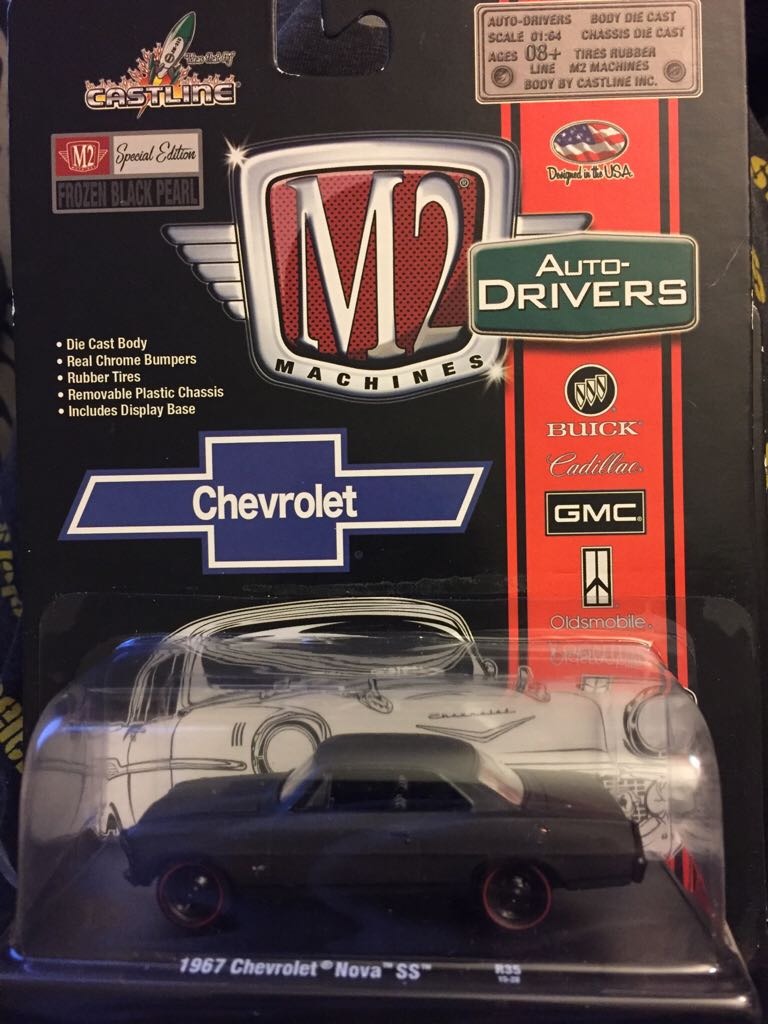 CASTLINE
AUTO-DRIVERS BODY DIE CAST
SCALE 01:64 CHASSIS DIE CAST
AGES 08+ TIRES RUBBER
LINE M2 MACHINES
BODY BY CASTLINE INC.
M2 Special Edition
FROZEN BLACK PEARL
Designed in the U.S.A.
M2®
MACHINES
AUTO-
DRIVERS
• Die Cast Body
• Real Chrome Bumpers
• Rubber Tires
• Removable Plastic Chassis
• Includes Display Base
BUICK
Cadillac
GMC
Oldsmobile
Chevrolet
Chevrolet
1967 Chevrolet® Nova™ SS™ R35